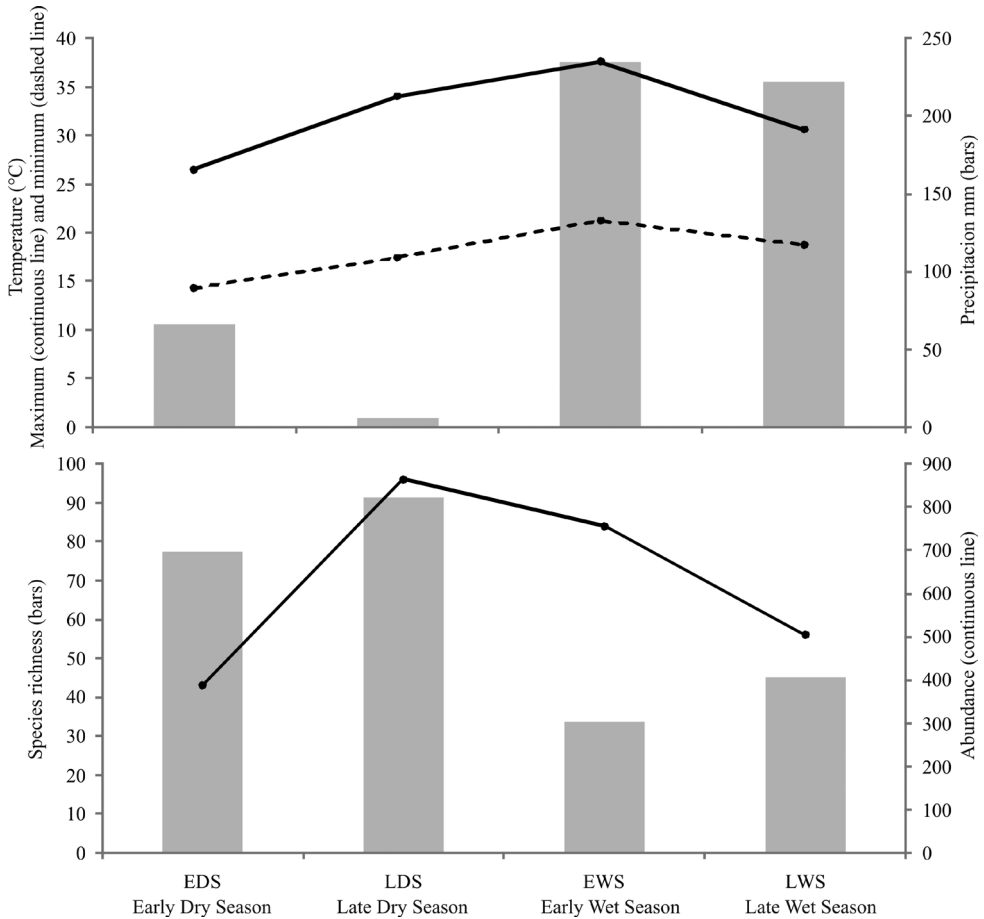 Temperature (°C)
Maximum (continuous line) and minimum (dashed line)
40
35
30
25
20
15
10
5
0
250
200
150
100
50
0
Precipitacion mm (bars)
Species richness (bars)
100
90
80
70
60
50
40
30
20
10
0
900
800
700
600
500
400
300
200
100
0
Abundance (continuous line)
EDS
Early Dry Season
LDS
Late Dry Season
EWS
Early Wet Season
LWS
Late Wet Season